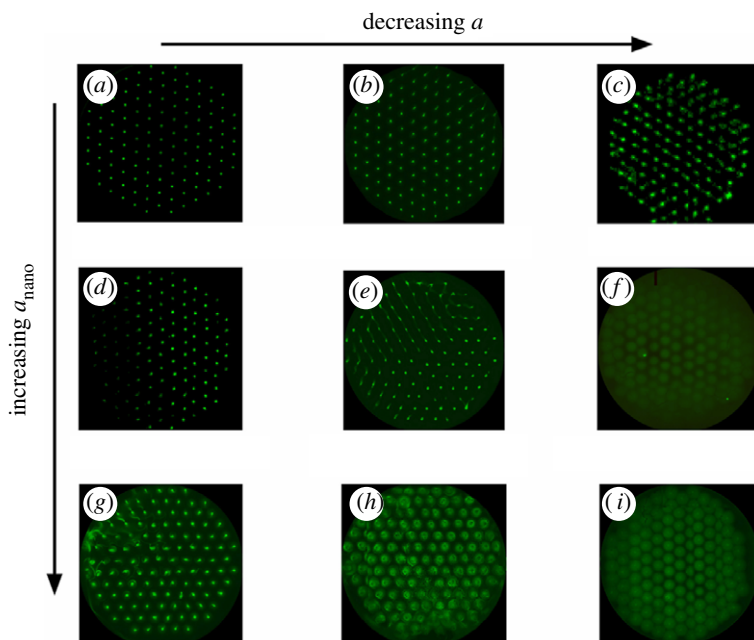 decreasing a
increasing a_nano
(a)
(b)
(c)
(d)
(e)
(f)
(g)
(h)
(i)